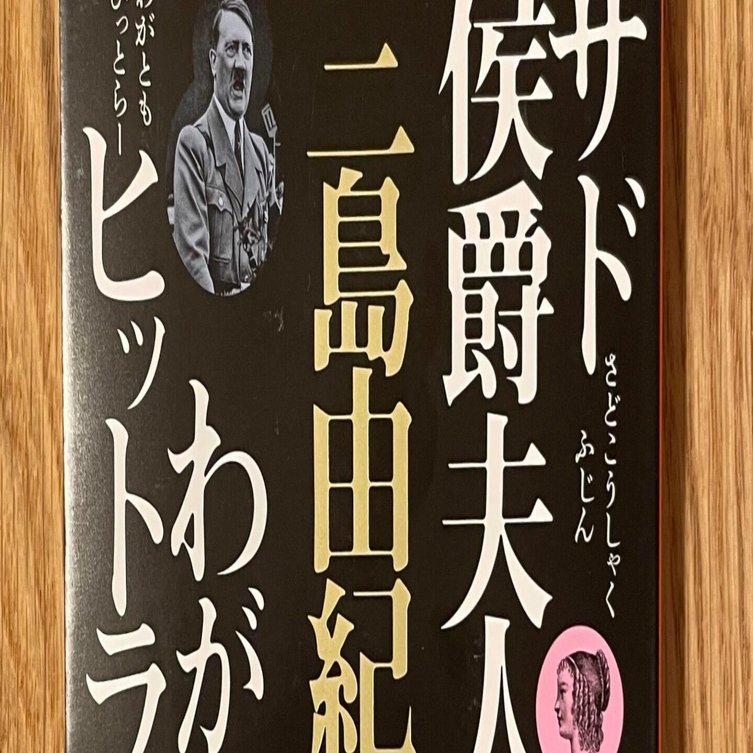 サド
侯爵夫人
さどこうしゃく
ふじん
三島由紀
わが
ヒットラ
わがとも
ひっとらー